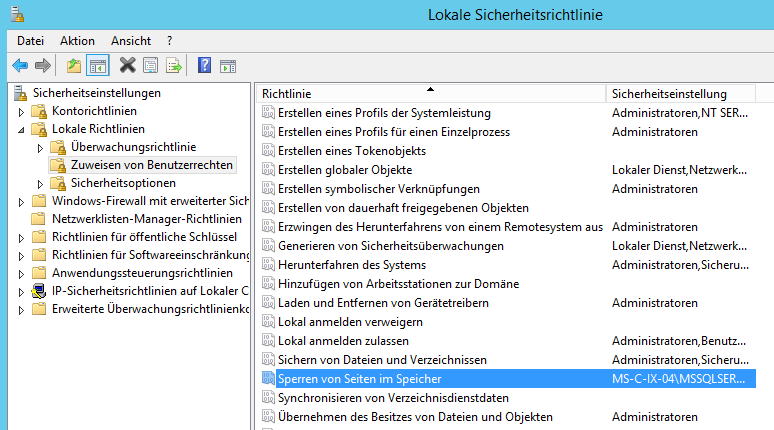 Lokale Sicherheitsrichtlinie
Datei Aktion Ansicht ?
Sicherheitseinstellungen
Kontorichtlinien
Lokale Richtlinien
Überwachungsrichtlinie
Zuweisen von Benutzerrechten
Sicherheitsoptionen
Windows-Firewall mit erweiterter Sich
Netzwerklisten-Manager-Richtlinien
Richtlinien für öffentliche Schlüssel
Richtlinien für Softwareeinschränkung
Anwendungssteuerungsrichtlinien
IP-Sicherheitsrichtlinien auf Lokaler C
Erweiterte Überwachungsrichtlinienko
Richtlinie Sicherheitseinstellung
Erstellen eines Profils der Systemleistung Administratoren,NT SER...
Erstellen eines Profils für einen Einzelprozess Administratoren
Erstellen eines Tokenobjekts
Erstellen globaler Objekte Lokaler Dienst,Netzwerk...
Erstellen symbolischer Verknüpfungen Administratoren
Erstellen von dauerhaft freigegebenen Objekten
Erzwingen des Herunterfahrens von einem Remotesystem aus Administratoren
Generieren von Sicherheitsüberwachungen Lokaler Dienst,Netzwerk...
Herunterfahren des Systems Administratoren,Sicheru...
Hinzufügen von Arbeitsstationen zur Domäne
Laden und Entfernen von Gerätetreibern Administratoren
Lokal anmelden verweigern
Lokal anmelden zulassen Administratoren,Benutz...
Sichern von Dateien und Verzeichnissen Administratoren,Sicheru...
Sperren von Seiten im Speicher MS-C-IX-04\MSSQLSER...
Synchronisieren von Verzeichnisdienstdaten
Übernehmen des Besitzes von Dateien und Objekten Administratoren